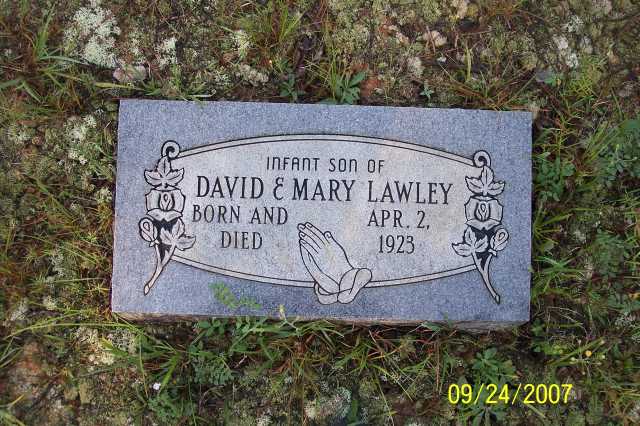 INFANT SON OF
DAVID & MARY LAWLEY
BORN AND APR. 2,
DIED 1923
09/24/2007